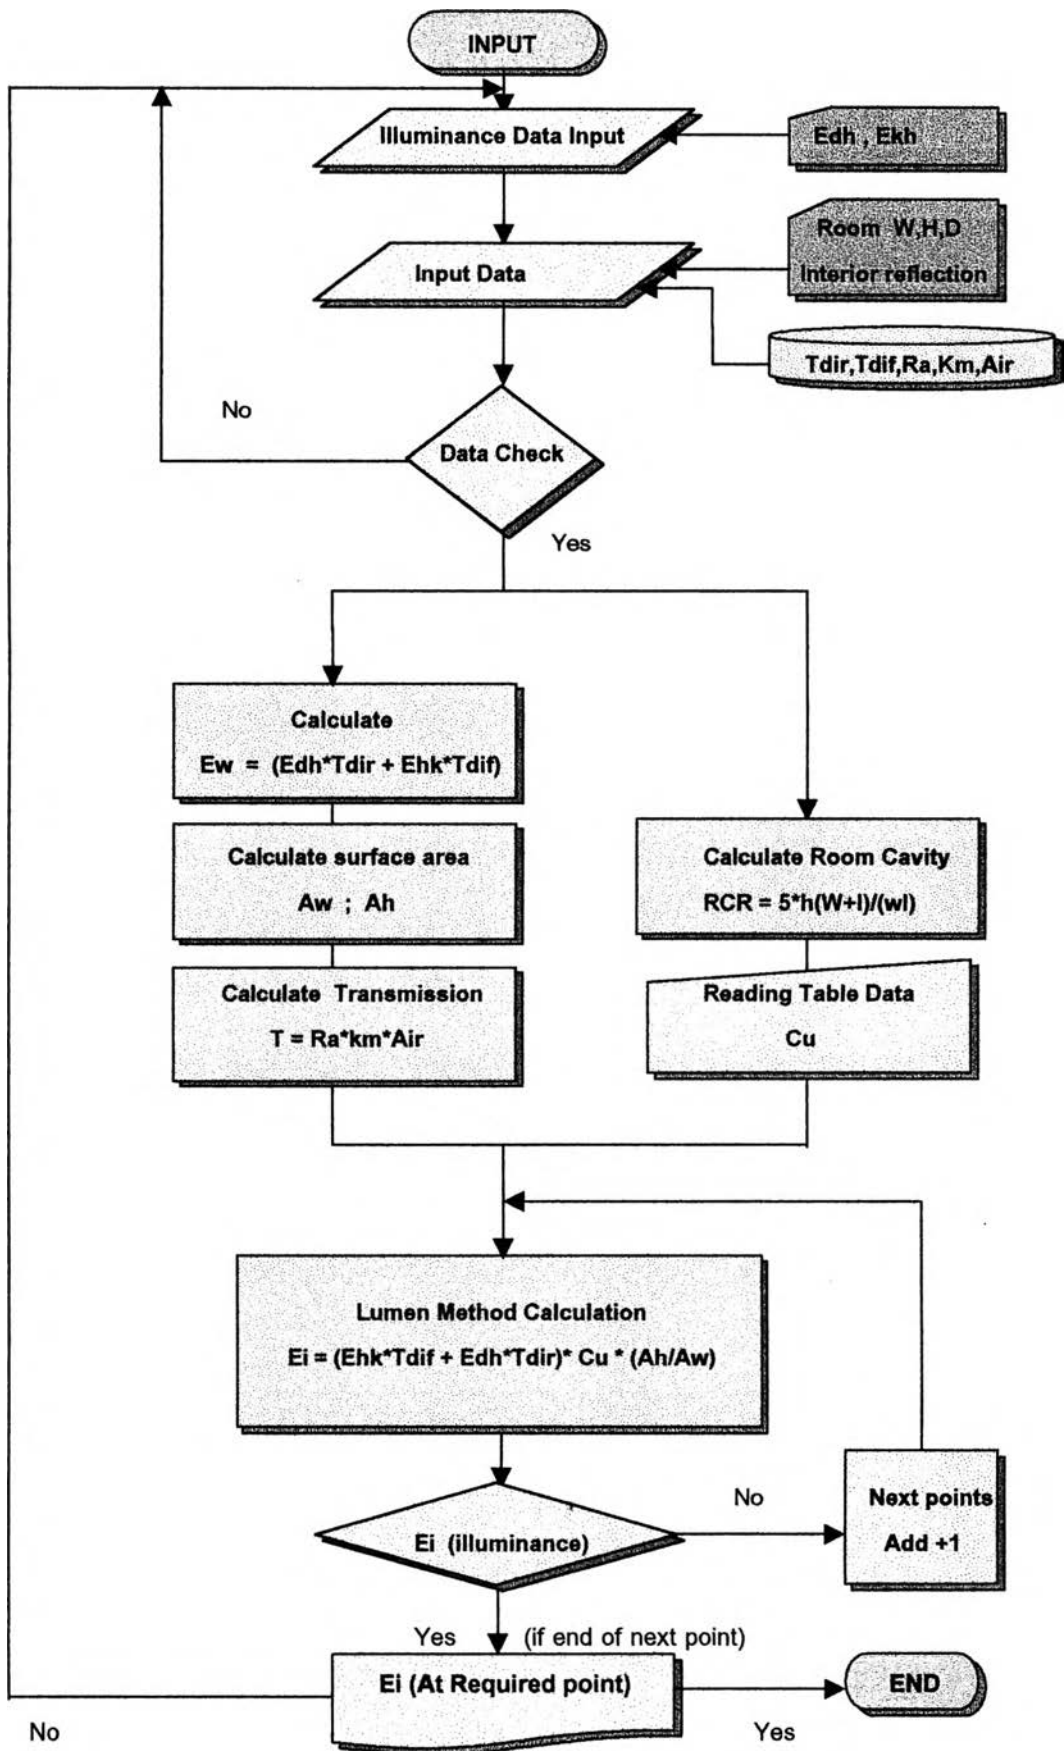 INPUT
Illuminance Data Input
Edh , Ekh
Room W,H,D
Interior reflection
Input Data
Tdir,Tdif,Ra,Km,Air
No
Data Check
Yes
Calculate
Ew = (Edh*Tdir + Ehk*Tdif)
Calculate surface area
Aw ; Ah
Calculate Room Cavity
RCR = 5*h(W+l)/(wl)
Calculate Transmission
T = Ra*km*Air
Reading Table Data
Cu
Lumen Method Calculation
Ei = (Ehk*Tdif + Edh*Tdir)* Cu * (Ah/Aw)
No
Next points
Add +1
Ei (illuminance)
Yes (if end of next point)
Ei (At Required point)
END
No
Yes